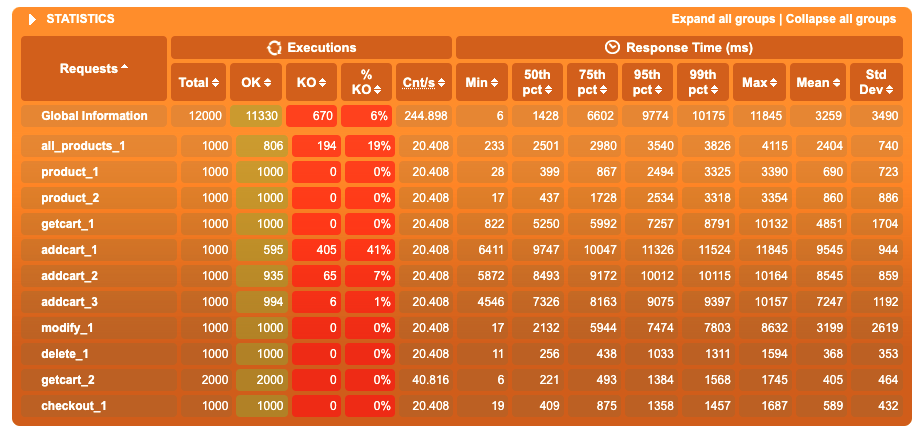 STATISTICS Expand all groups | Collapse all groups
Executions Response Time (ms)
Requests Total OK KO % KO Cnt/s Min 50th pct 75th pct 95th pct 99th pct Max Mean Std Dev
Global Information 12000 11330 670 6% 244.898 6 1428 6602 9774 10175 11845 3259 3490
all_products_1 1000 806 194 19% 20.408 233 2501 2980 3540 3826 4115 2404 740
product_1 1000 1000 0 0% 20.408 28 399 867 2494 3325 3390 690 723
product_2 1000 1000 0 0% 20.408 17 437 1728 2534 3318 3354 860 886
getcart_1 1000 1000 0 0% 20.408 822 5250 5992 7257 8791 10132 4851 1704
addcart_1 1000 595 405 41% 20.408 6411 9747 10047 11326 11524 11845 9545 944
addcart_2 1000 935 65 7% 20.408 5872 8493 9172 10012 10115 10164 8545 859
addcart_3 1000 994 6 1% 20.408 4546 7326 8163 9075 9397 10157 7247 1192
modify_1 1000 1000 0 0% 20.408 17 2132 5944 7474 7803 8632 3199 2619
delete_1 1000 1000 0 0% 20.408 11 256 438 1033 1311 1594 368 353
getcart_2 2000 2000 0 0% 40.816 6 221 493 1384 1568 1745 405 464
checkout_1 1000 1000 0 0% 20.408 19 409 875 1358 1457 1687 589 432